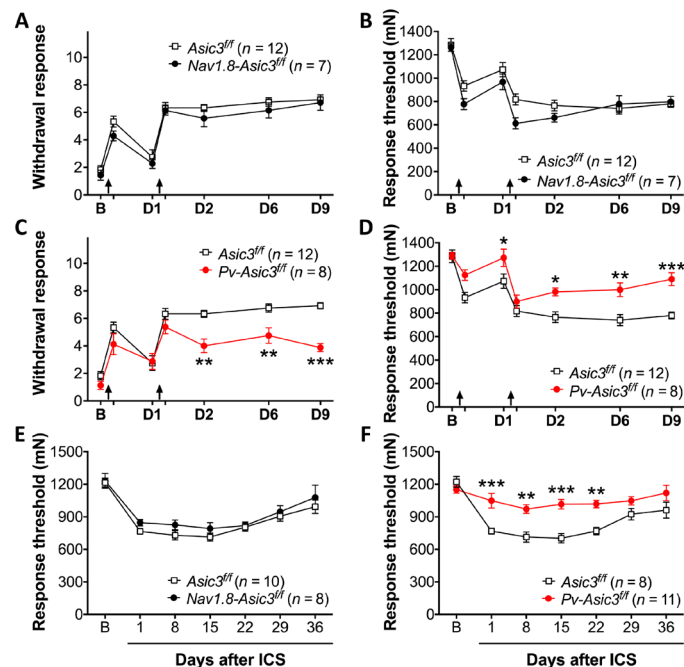 A
Withdrawal response
10
8
6
4
2
0
Asic3f/f (n = 12)
Nav1.8-Asic3f/f (n = 7)
B D1 D2 D6 D9
B
Response threshold (mN)
1400
1200
1000
800
600
400
200
0
Asic3f/f (n = 12)
Nav1.8-Asic3f/f (n = 7)
B D1 D2 D6 D9
C
Withdrawal response
10
8
6
4
2
0
Asic3f/f (n = 12)
Pv-Asic3f/f (n = 8)
** ** ***
B D1 D2 D6 D9
D
Response threshold (mN)
1400
1200
1000
800
600
400
200
0
* * ** ***
Asic3f/f (n = 12)
Pv-Asic3f/f (n = 8)
B D1 D2 D6 D9
E
Response threshold (mN)
1500
1200
900
600
300
0
Asic3f/f (n = 10)
Nav1.8-Asic3f/f (n = 8)
B 1 8 15 22 29 36
Days after ICS
F
Response threshold (mN)
1500
1200
900
600
300
0
*** ** *** **
Asic3f/f (n = 8)
Pv-Asic3f/f (n = 11)
B 1 8 15 22 29 36
Days after ICS